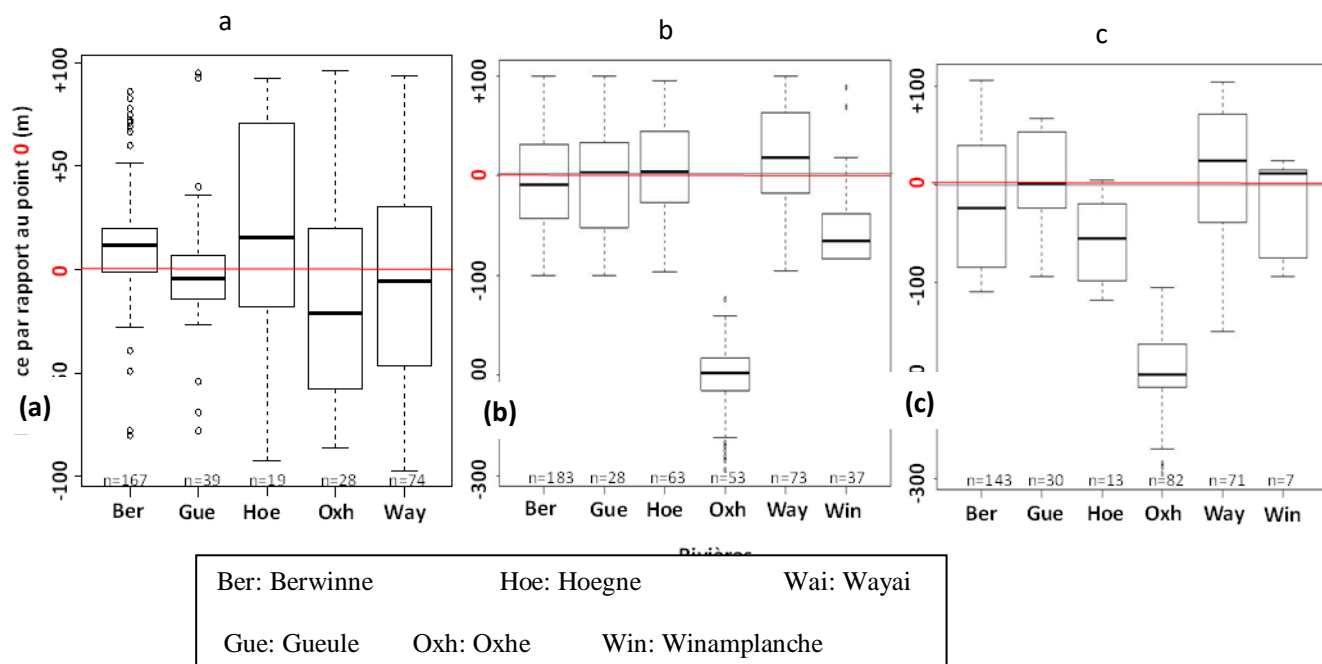 a b c
ce par rapport au point 0 (m)
+100
+50
0
-100
(a)
n=167 n=39 n=19 n=28 n=74
Ber Gue Hoe Oxh Way
+100
0
-100
00
-300
(b)
n=183 n=28 n=63 n=53 n=73 n=37
Ber Gue Hoe Oxh Way Win
+100
0
-100
-300
(c)
n=143 n=30 n=13 n=82 n=71 n=7
Ber Gue Hoe Oxh Way Win
Rivières
Ber: Berwinne Hoe: Hoegne Wai: Wayai
Gue: Gueule Oxh: Oxhe Win: Winamplanche